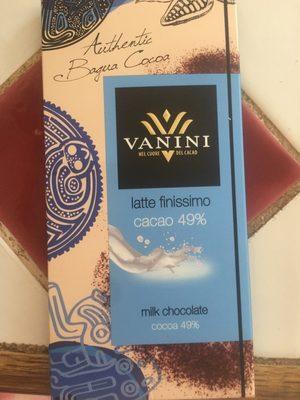 Authentic
Bagua Cocoa
VANINI
NEL CUORE DEL CACAO
latte finissimo
cacao 49%
milk chocolate
cocoa 49%